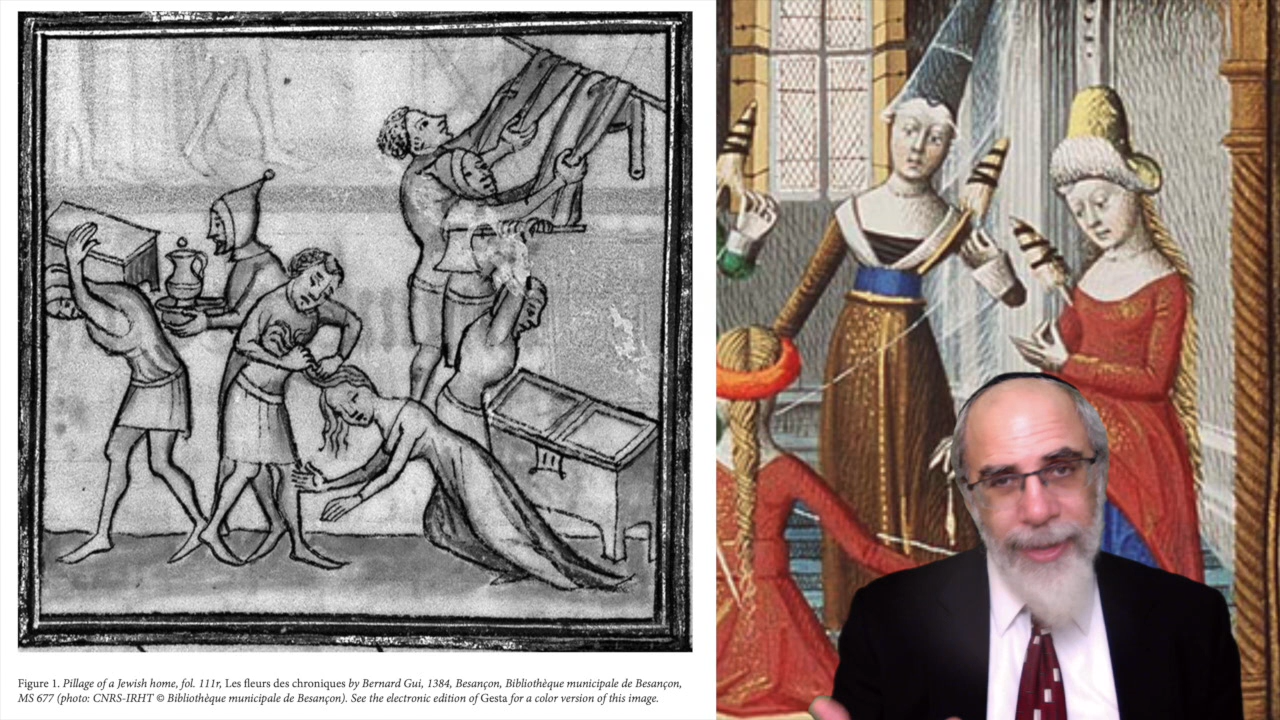 Figure 1. Pillage of a Jewish home, fol. 111r, Les fleurs des chroniques by Bernard Gui, 1384, Besançon, Bibliothèque municipale de Besançon,
MS 677 (photo: CNRS-IRHT © Bibliothèque municipale de Besançon). See the electronic edition of Gesta for a color version of this image.